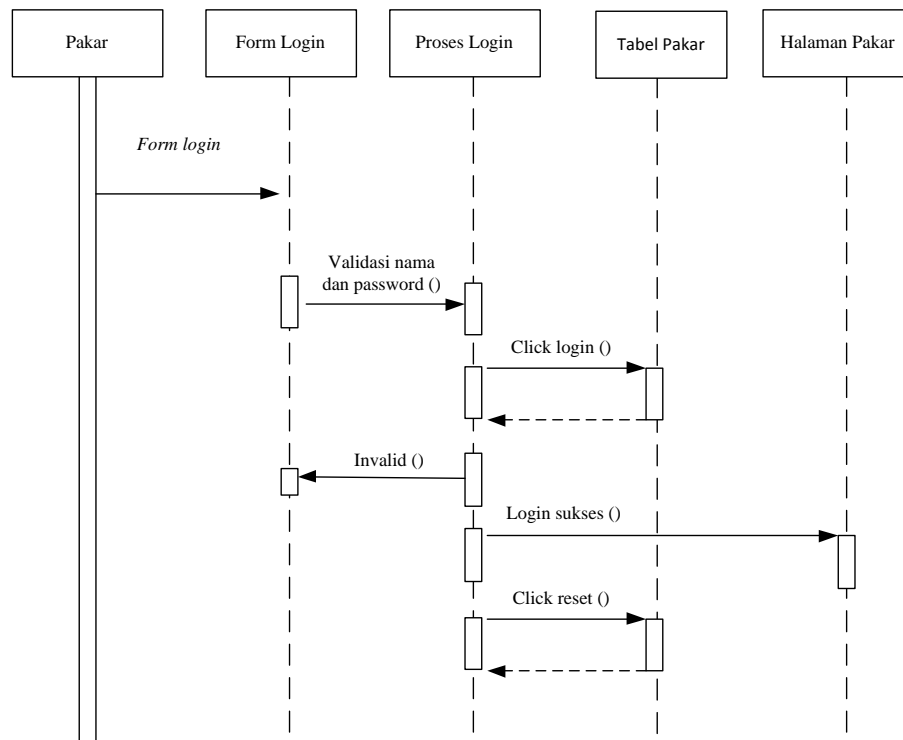 Pakar
Form Login
Proses Login
Tabel Pakar
Halaman Pakar
Form login
Validasi nama
dan password ()
Click login ()
Invalid ()
Login sukses ()
Click reset ()